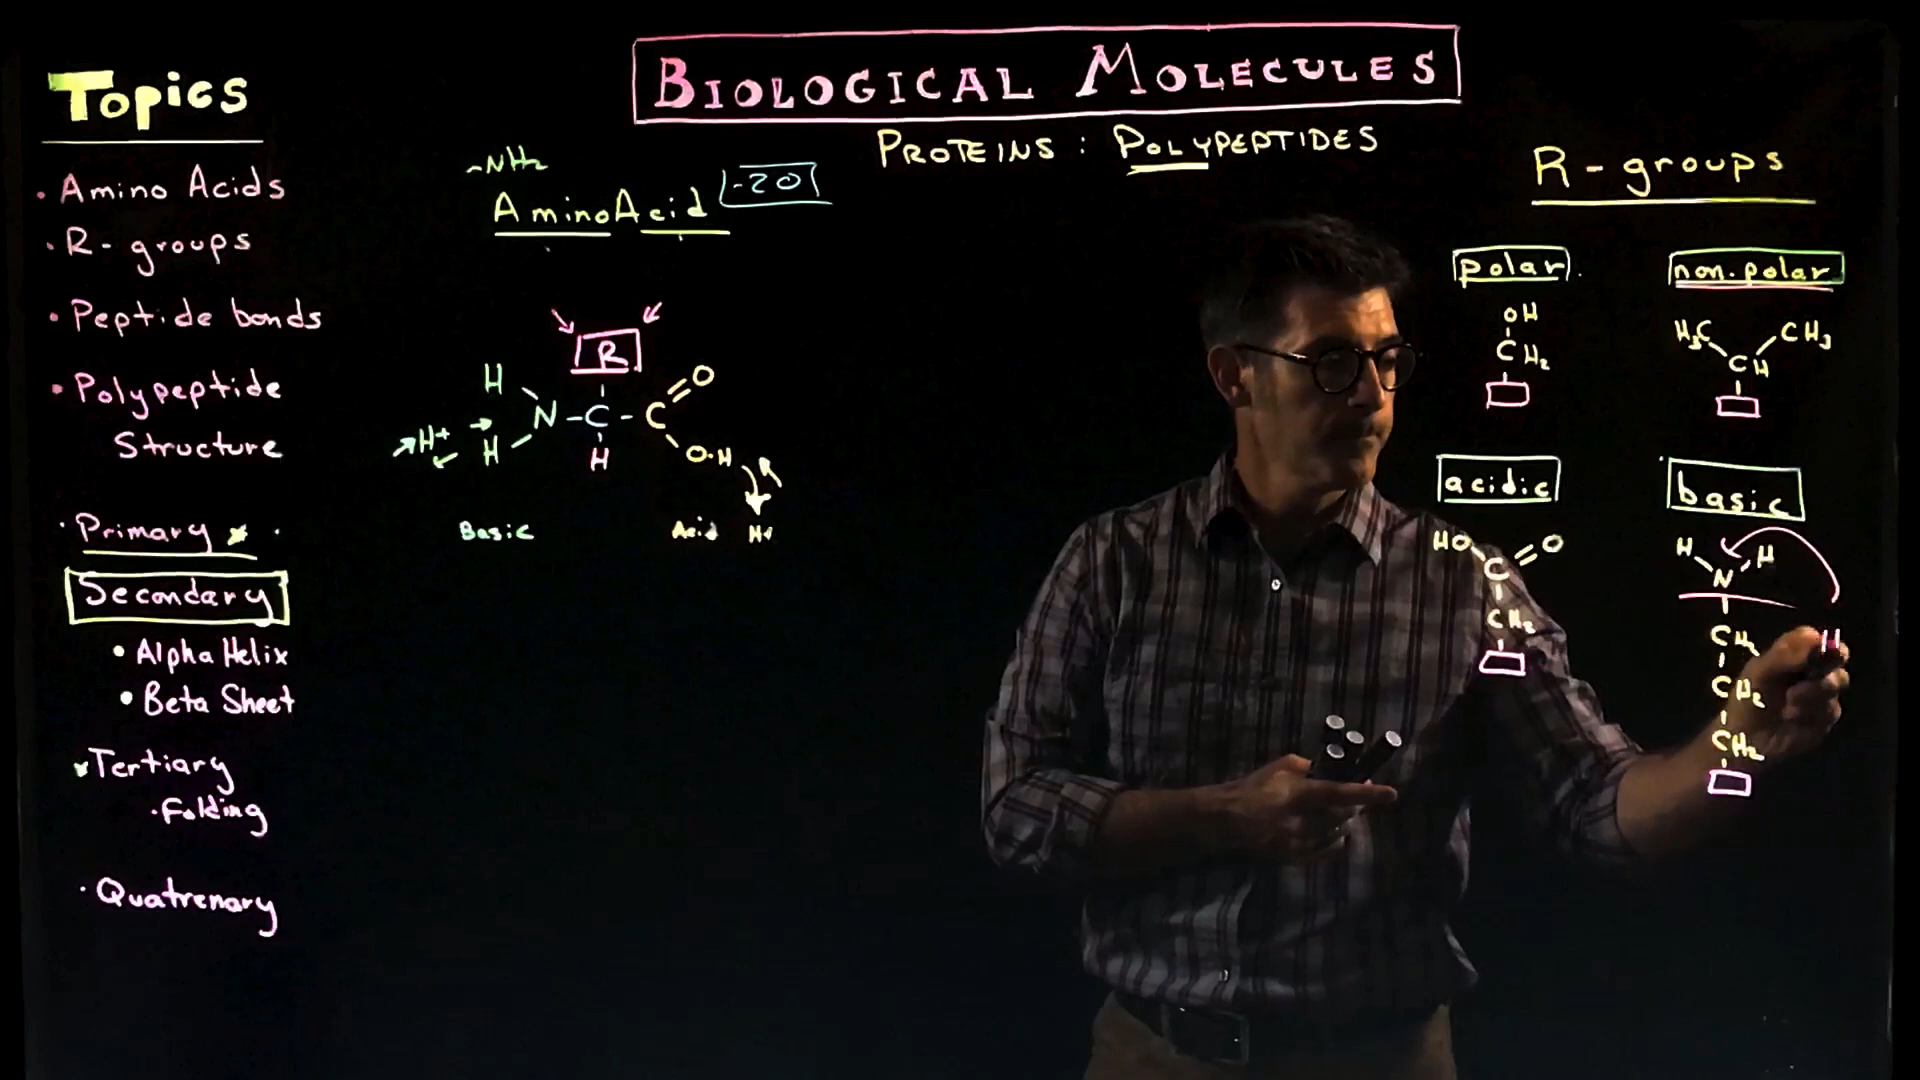 BIOLOGICAL MOLECULES
PROTEINS : POLYPEPTIDES
Topics
· Amino Acids
· R- groups
· Peptide bonds
· Polypeptide
Structure
· Primary
Secondary
• Alpha Helix
• Beta Sheet
Tertiary
· Folding
· Quatrenary
-NH2
AminoAcid -20
R
H
N-C-C
O
H+
H
H
O·H
Basic
Acid H+
R - groups
polar
OH
CH2
non-polar
H3C CH3
CH
acidic
HO O
C
CH2
basic
H H
N
CH2
CH2
CH2
H